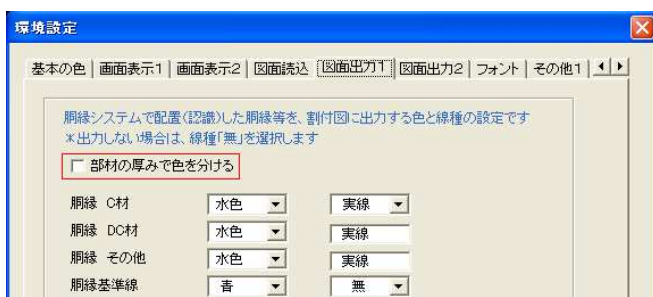 環境設定
基本の色 画面表示1 画面表示2 図面読込 図面出力1 図面出力2 フォント その他1
胴縁システムで配置(認識)した胴縁等を、割付図に出力する色と線種の設定です
*出力しない場合は、線種「無」を選択します
部材の厚みで色を分ける
胴縁 C材 水色 実線
胴縁 DC材 水色 実線
胴縁 その他 水色 実線
胴縁基準線 青 無